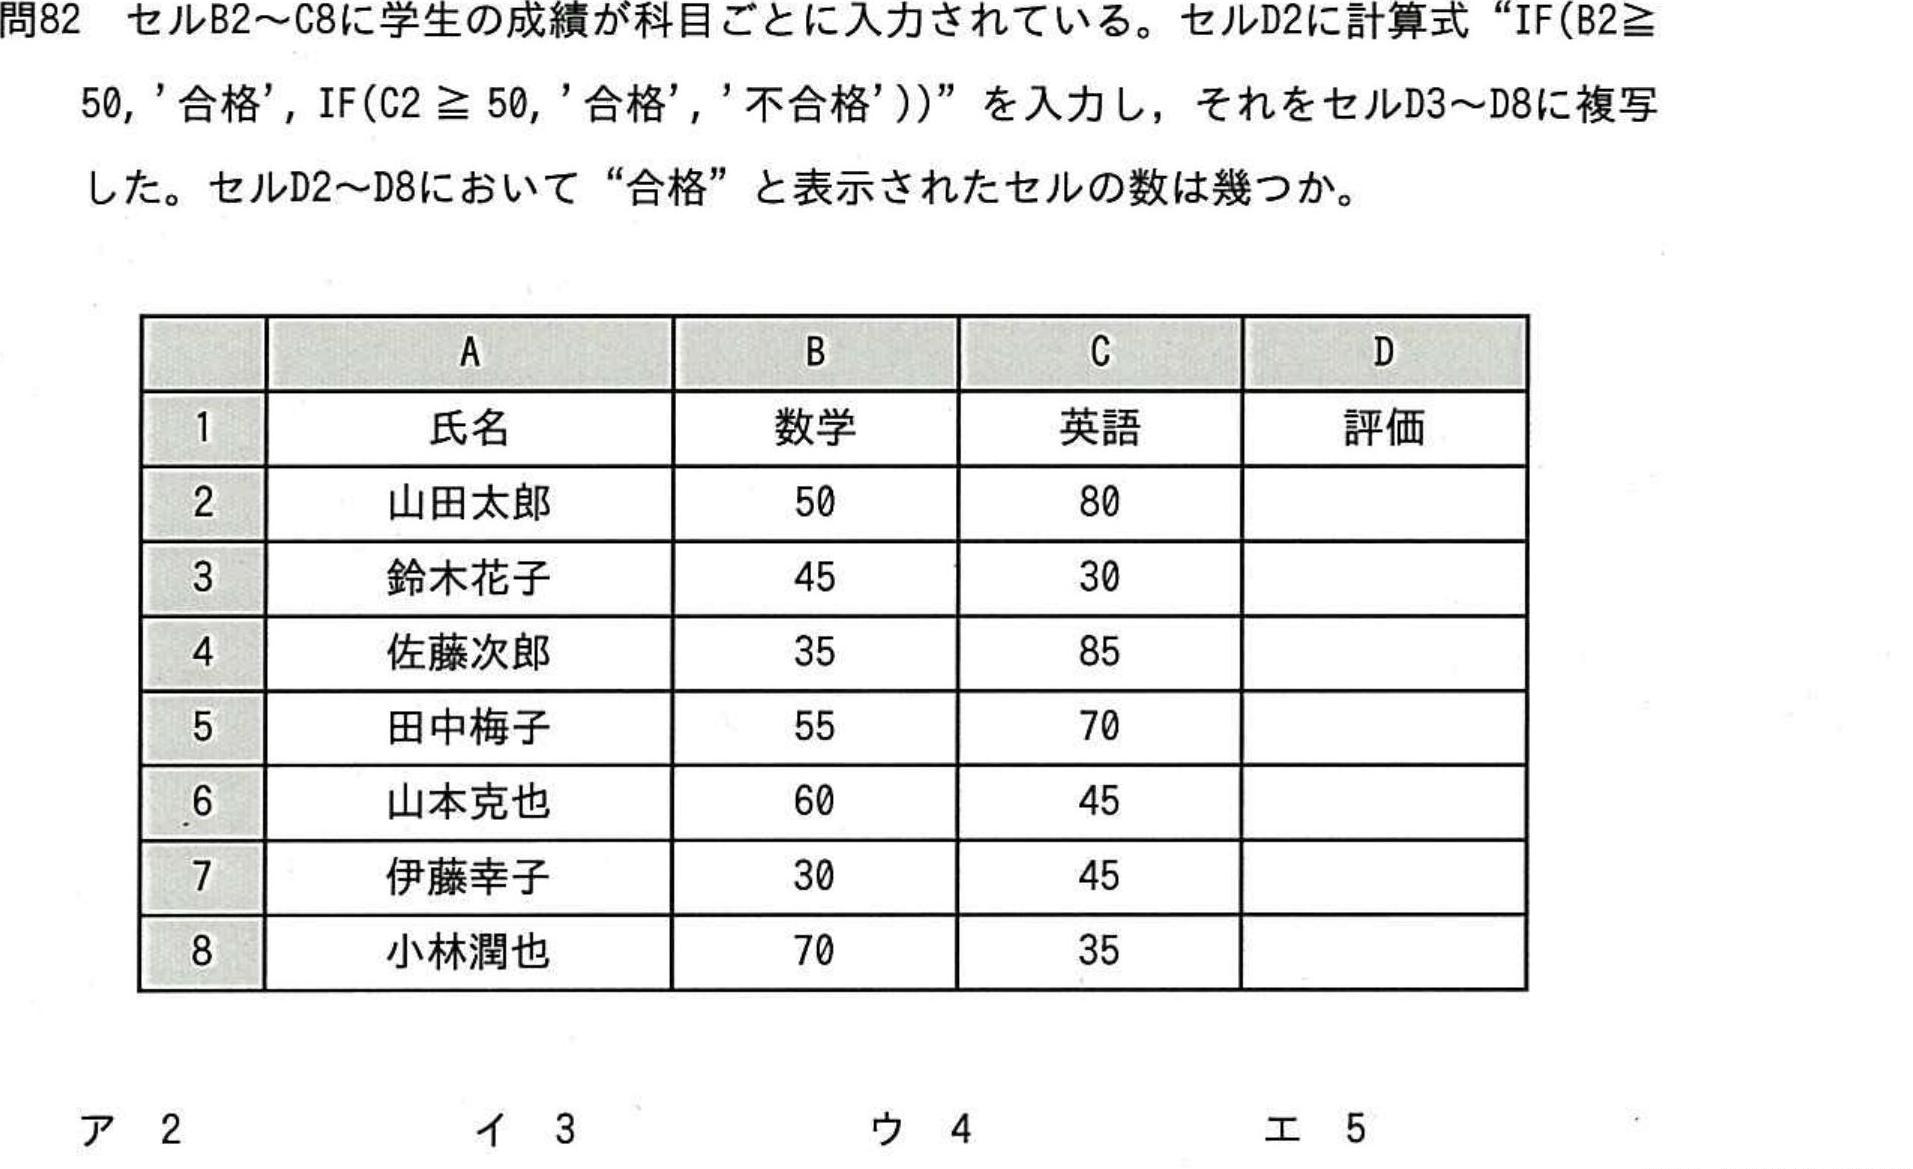 問82 セルB2～C8に学生の成績が科目ごとに入力されている。セルD2に計算式“IF(B2≧
50,’合格’, IF(C2 ≧ 50,’合格’,’不合格’))”を入力し，それをセルD3～D8に複写
した。セルD2～D8において“合格”と表示されたセルの数は幾つか。
A B C D
1 氏名 数学 英語 評価
2 山田太郎 50 80
3 鈴木花子 45 30
4 佐藤次郎 35 85
5 田中梅子 55 70
6 山本克也 60 45
7 伊藤幸子 30 45
8 小林潤也 70 35
ア 2 イ 3 ウ 4 エ 5